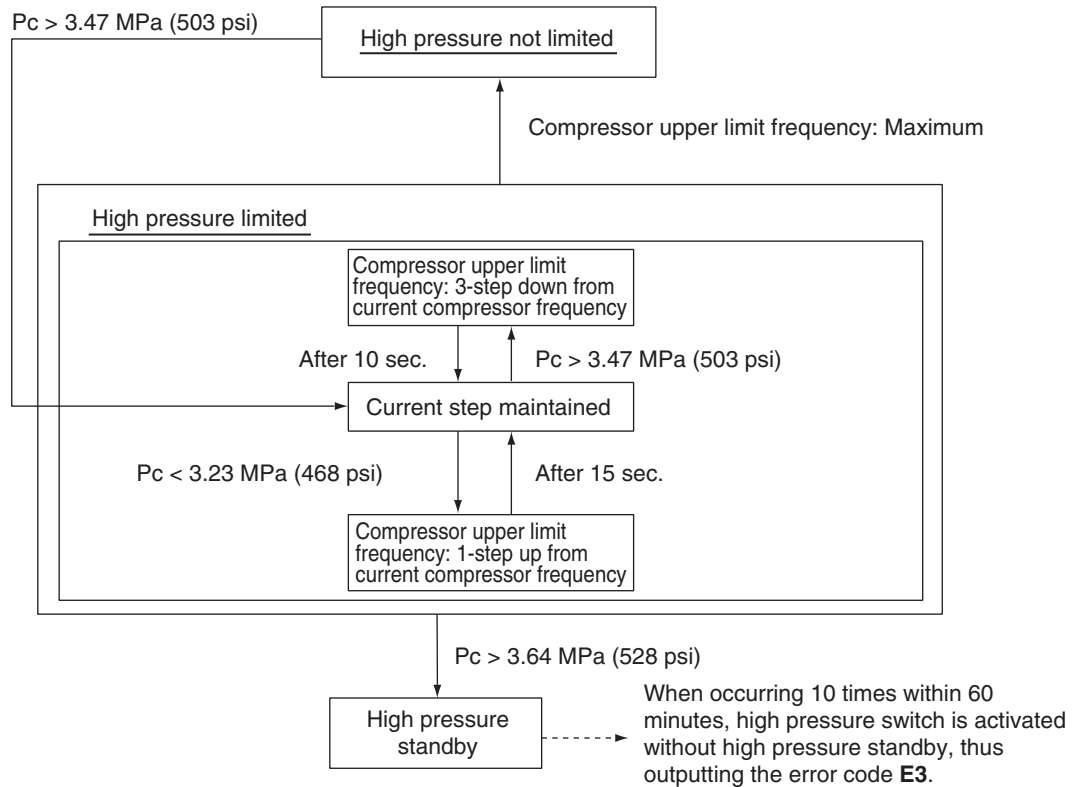 Pc > 3.47 MPa (503 psi)
High pressure not limited
Compressor upper limit frequency: Maximum
High pressure limited
Compressor upper limit
frequency: 3-step down from
current compressor frequency
After 10 sec.
Pc > 3.47 MPa (503 psi)
Current step maintained
Pc < 3.23 MPa (468 psi)
After 15 sec.
Compressor upper limit
frequency: 1-step up from
current compressor frequency
Pc > 3.64 MPa (528 psi)
High pressure
standby
When occurring 10 times within 60
minutes, high pressure switch is activated
without high pressure standby, thus
outputting the error code E3.